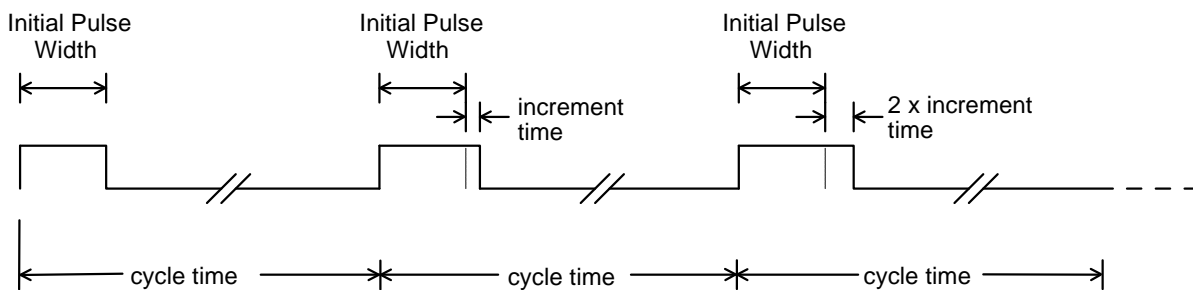 Initial Pulse
Width
Initial Pulse
Width
Initial Pulse
Width
increment
time
2 x increment
time
cycle time
cycle time
cycle time